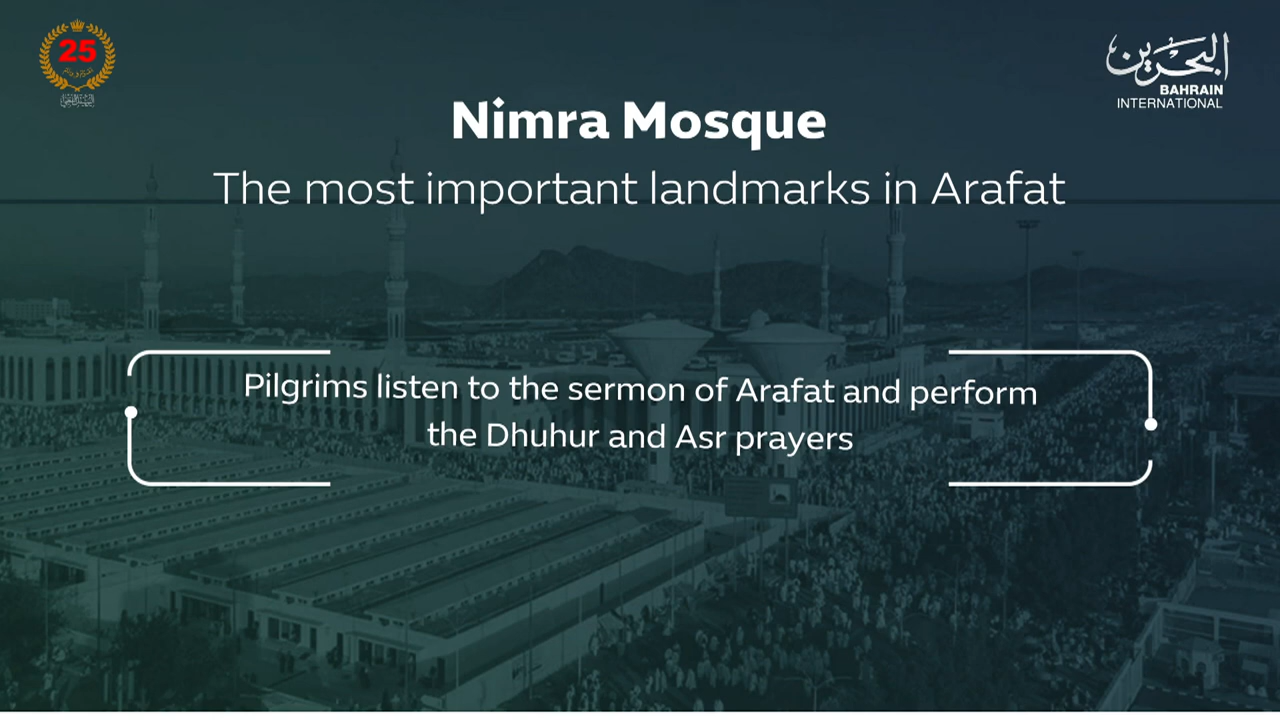 25
البحرين
BAHRAIN
INTERNATIONAL
Nimra Mosque
The most important landmarks in Arafat
Pilgrims listen to the sermon of Arafat and perform
the Dhuhur and Asr prayers